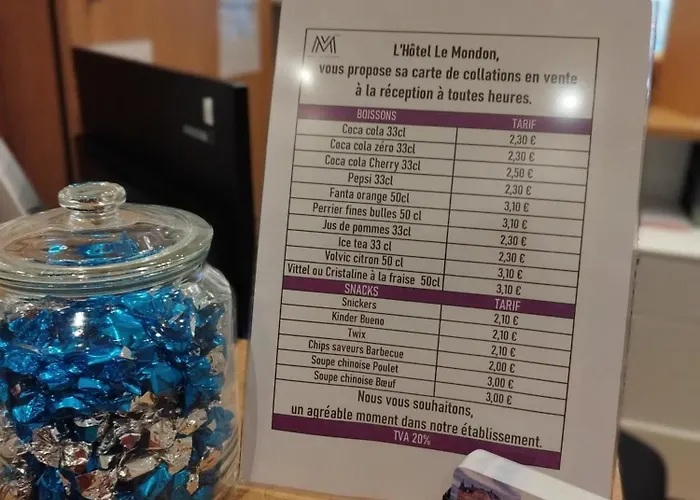 L'Hôtel Le Mondon,
vous propose sa carte de collations en vente
à la réception à toutes heures.
BOISSONS TARIF
Coca cola 33cl 2,30 €
Coca cola zéro 33cl 2,30 €
Coca cola Cherry 33cl 2,50 €
Pepsi 33cl 2,30 €
Fanta orange 50cl 3,10 €
Perrier fines bulles 50 cl 3,10 €
Jus de pommes 33cl 2,30 €
Ice tea 33 cl 2,30 €
Volvic citron 50 cl 3,10 €
Vittel ou Cristaline à la fraise 50cl 3,10 €
SNACKS TARIF
Snickers 2,10 €
Kinder Bueno 2,10 €
Twix 2,10 €
Chips saveurs Barbecue 2,00 €
Soupe chinoise Poulet 3,00 €
Soupe chinoise Bœuf 3,00 €
Nous vous souhaitons,
un agréable moment dans notre établissement.
TVA 20%